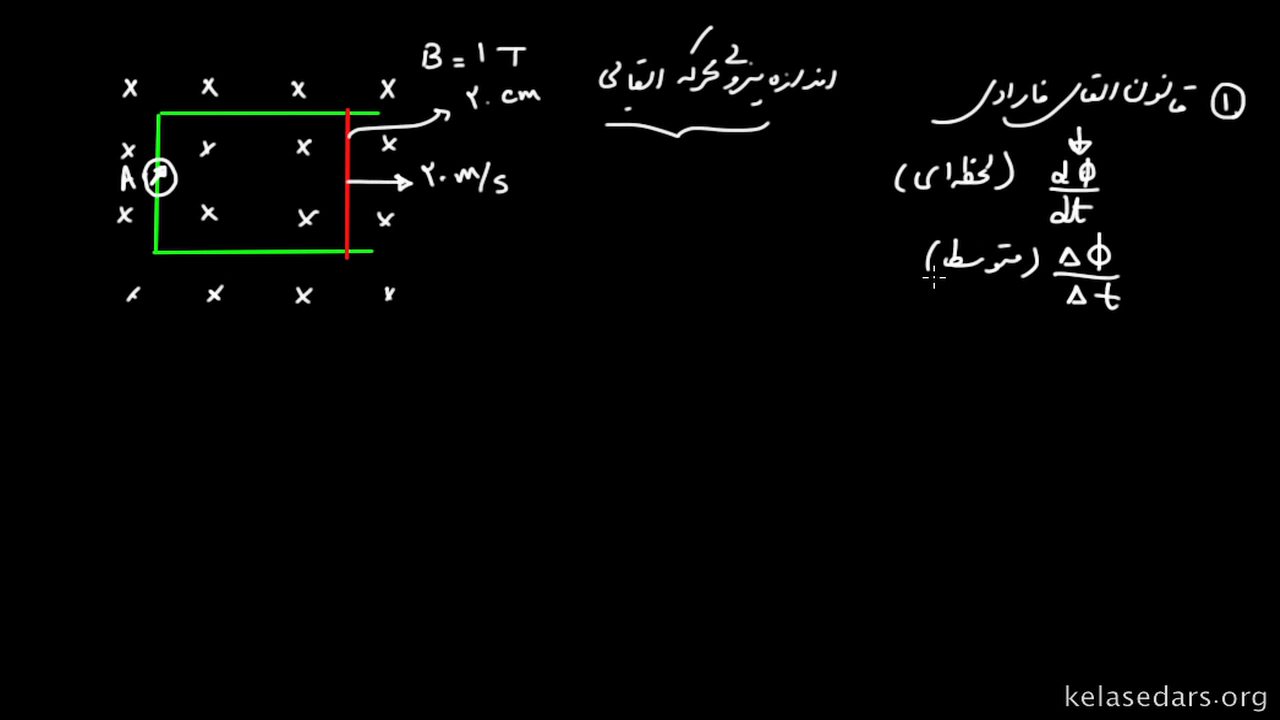 ① قانون القای فارادی
dΦ/dt (لحظه‌ای)
ΔΦ/Δt (متوسط)
اندازه نیروی محرکه القایی
B = ۱ T
۲۰ cm
۲۰ m/s
A
x x x x
x x x x
x x x x
x x x x
kelasedars.org